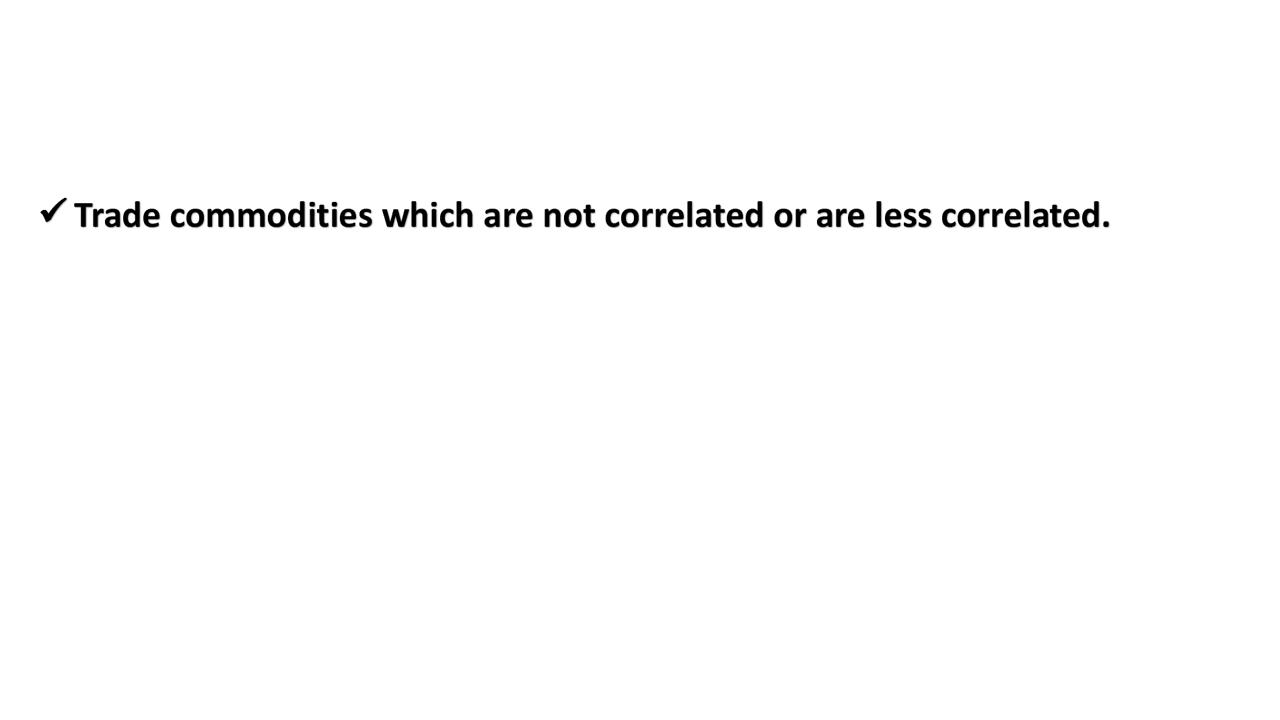 ✓ Trade commodities which are not correlated or are less correlated.